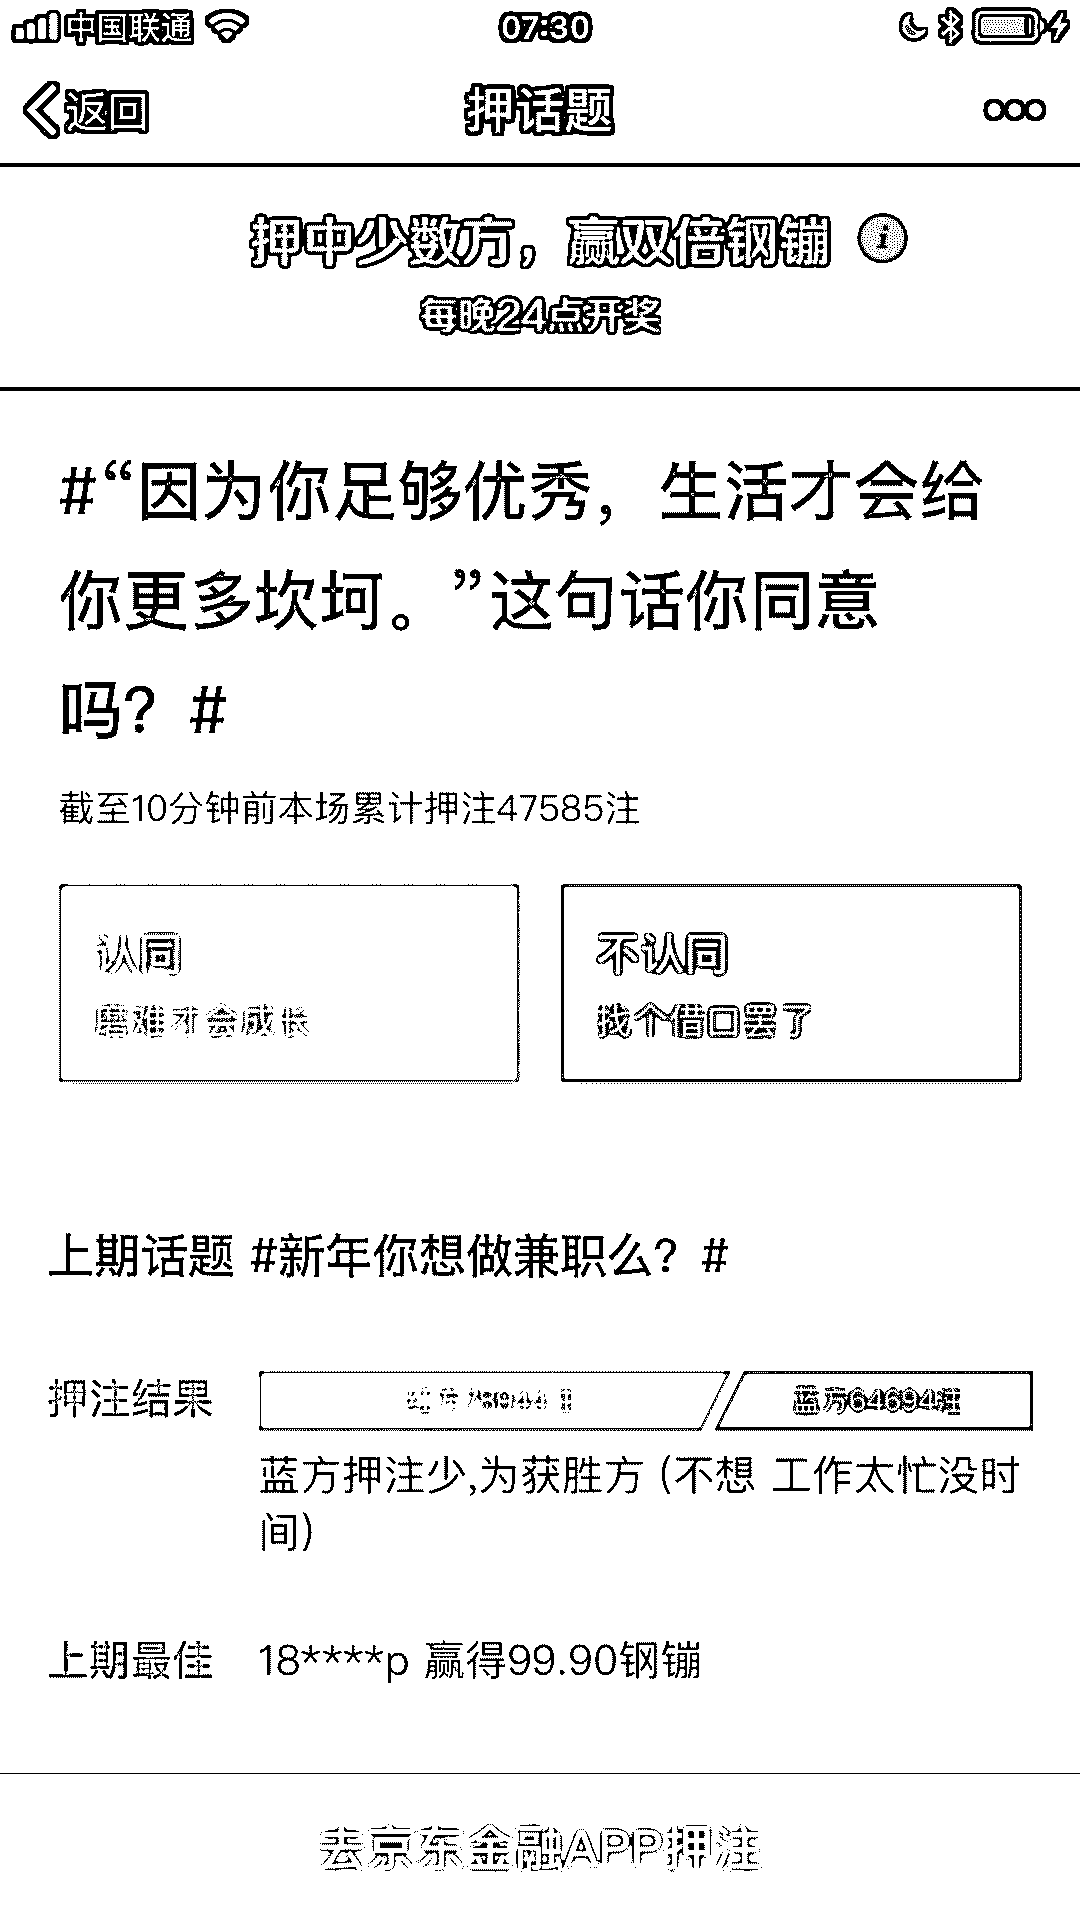 中国联通 07:30
返回 押话题
押中少数方，赢双倍钢镚
每晚24点开奖
#“因为你足够优秀，生活才会给
你更多坎坷。”这句话你同意
吗？#
截至10分钟前本场累计押注47585注
认同
磨难才会成长
不认同
找个借口罢了
上期话题 #新年你想做兼职么？#
押注结果
蓝方64694注
蓝方押注少,为获胜方 (不想 工作太忙没时
间)
上期最佳 18****p 赢得99.90钢镚
去京东金融APP押注